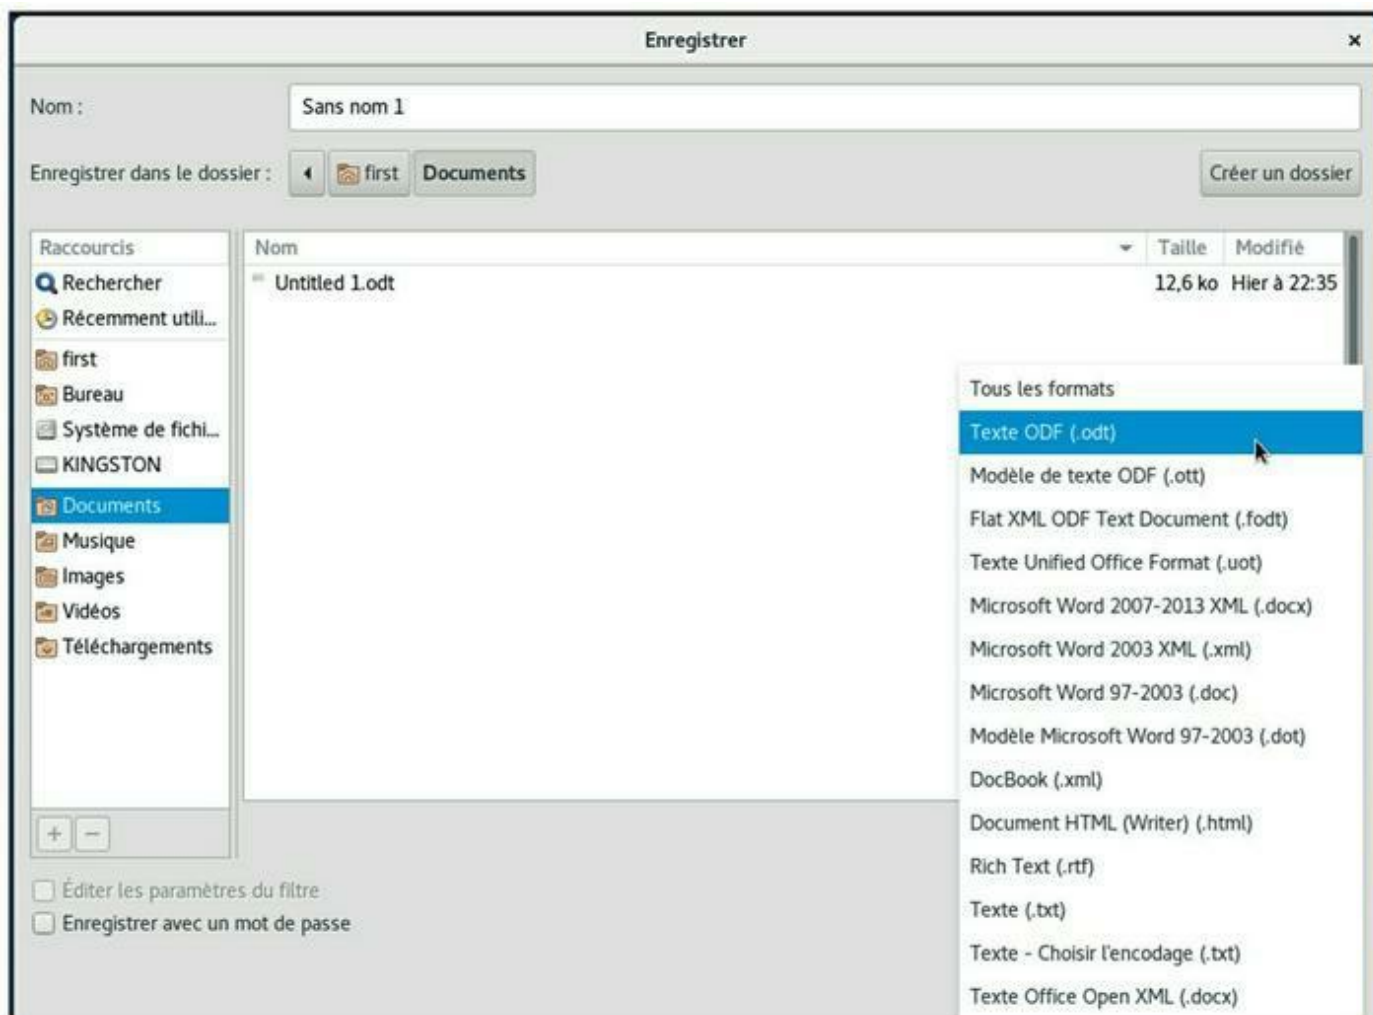 Enregistrer
Nom :
Sans nom 1
Enregistrer dans le dossier :
first
Documents
Créer un dossier
Raccourcis
Rechercher
Récemment utili...
first
Bureau
Système de fichi...
KINGSTON
Documents
Musique
Images
Vidéos
Téléchargements
Nom Taille Modifié
Untitled 1.odt 12,6 ko Hier à 22:35
Tous les formats
Texte ODF (.odt)
Modèle de texte ODF (.ott)
Flat XML ODF Text Document (.fodt)
Texte Unified Office Format (.uot)
Microsoft Word 2007-2013 XML (.docx)
Microsoft Word 2003 XML (.xml)
Microsoft Word 97-2003 (.doc)
Modèle Microsoft Word 97-2003 (.dot)
DocBook (.xml)
Document HTML (Writer) (.html)
Rich Text (.rtf)
Texte (.txt)
Texte - Choisir l'encodage (.txt)
Texte Office Open XML (.docx)
Éditer les paramètres du filtre
Enregistrer avec un mot de passe